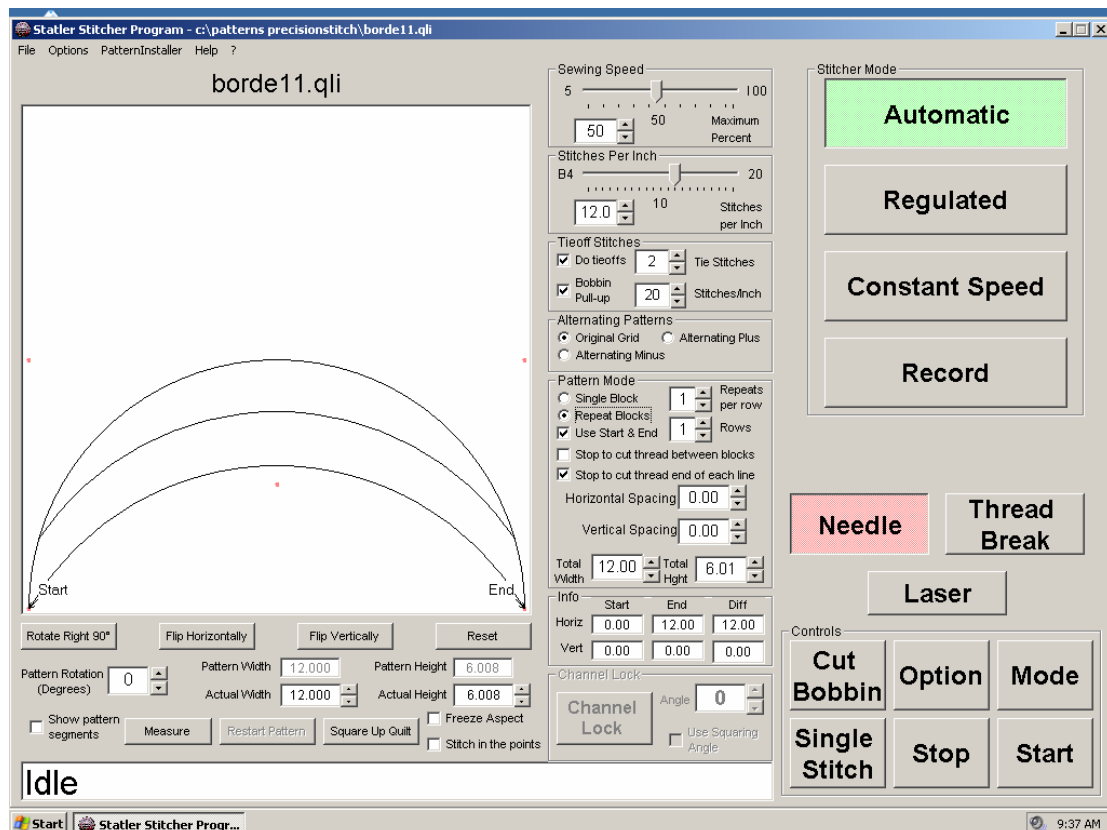 Statler Stitcher Program - c:\patterns precisionstitch\borde11.qli
File Options PatternInstaller Help ?
borde11.qli
Start
End
Rotate Right 90°
Flip Horizontally
Flip Vertically
Reset
Pattern Rotation
(Degrees)
0
Pattern Width
12.000
Pattern Height
6.008
Actual Width
12.000
Actual Height
6.008
Show pattern
segments
Measure
Restart Pattern
Square Up Quilt
Freeze Aspect
Stitch in the points
Idle
Sewing Speed
5
100
50
50
Maximum
Percent
Stitches Per Inch
B4
20
12.0
10
Stitches
per Inch
Tieoff Stitches
Do tieoffs
2
Tie Stitches
Bobbin
Pull-up
20
Stitches/Inch
Alternating Patterns
Original Grid
Alternating Plus
Alternating Minus
Pattern Mode
Single Block
1
Repeats
per row
Repeat Blocks
Use Start & End
1
Rows
Stop to cut thread between blocks
Stop to cut thread end of each line
Horizontal Spacing
0.00
Vertical Spacing
0.00
Total
Width
12.00
Total
Hght
6.01
Info
Start
End
Diff
Horiz
0.00
12.00
12.00
Vert
0.00
0.00
0.00
Channel Lock
Channel
Lock
Angle
0
Use Squaring
Angle
Stitcher Mode
Automatic
Regulated
Constant Speed
Record
Needle
Thread
Break
Laser
Controls
Cut
Bobbin
Option
Mode
Single
Stitch
Stop
Start
Start
Statler Stitcher Progr...
9:37 AM